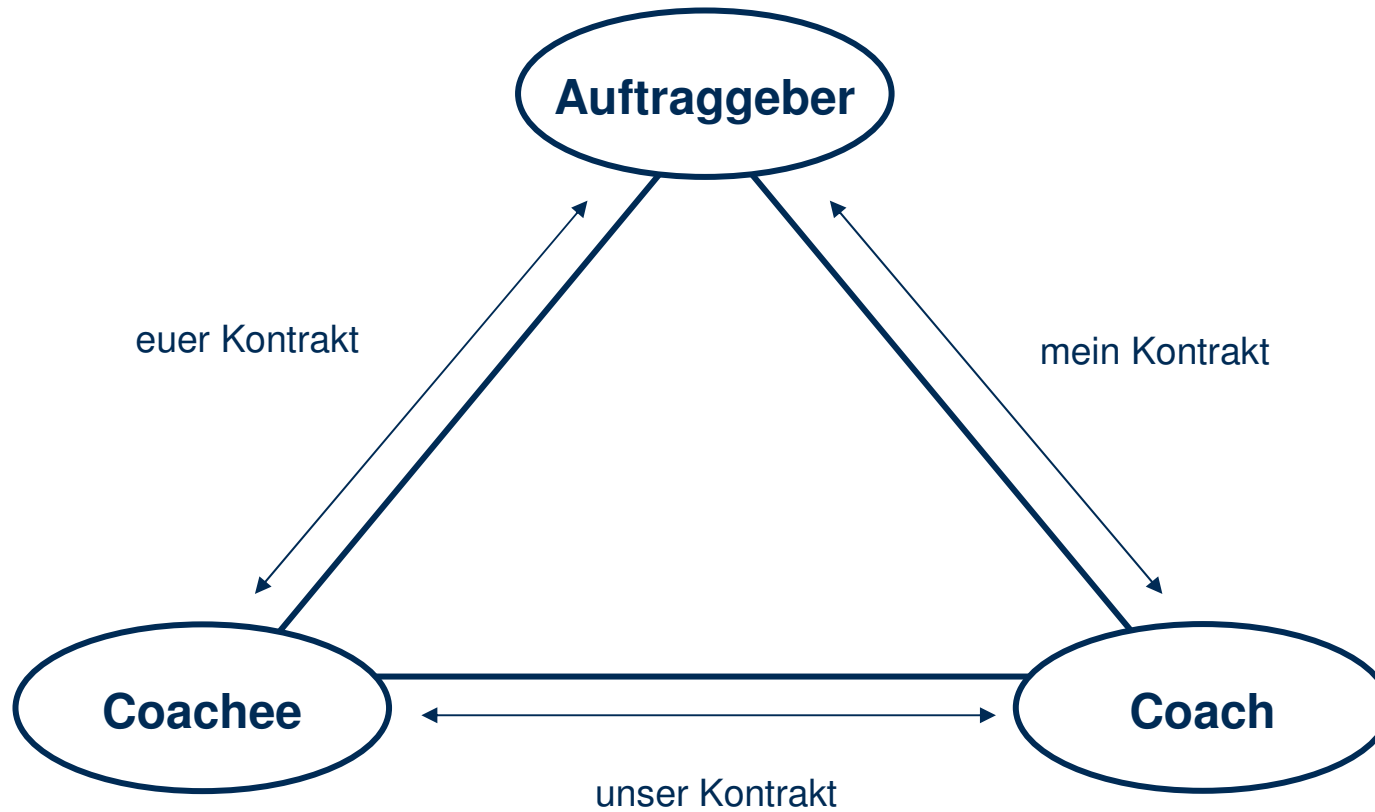 Auftraggeber
euer Kontrakt
mein Kontrakt
Coachee
Coach
unser Kontrakt